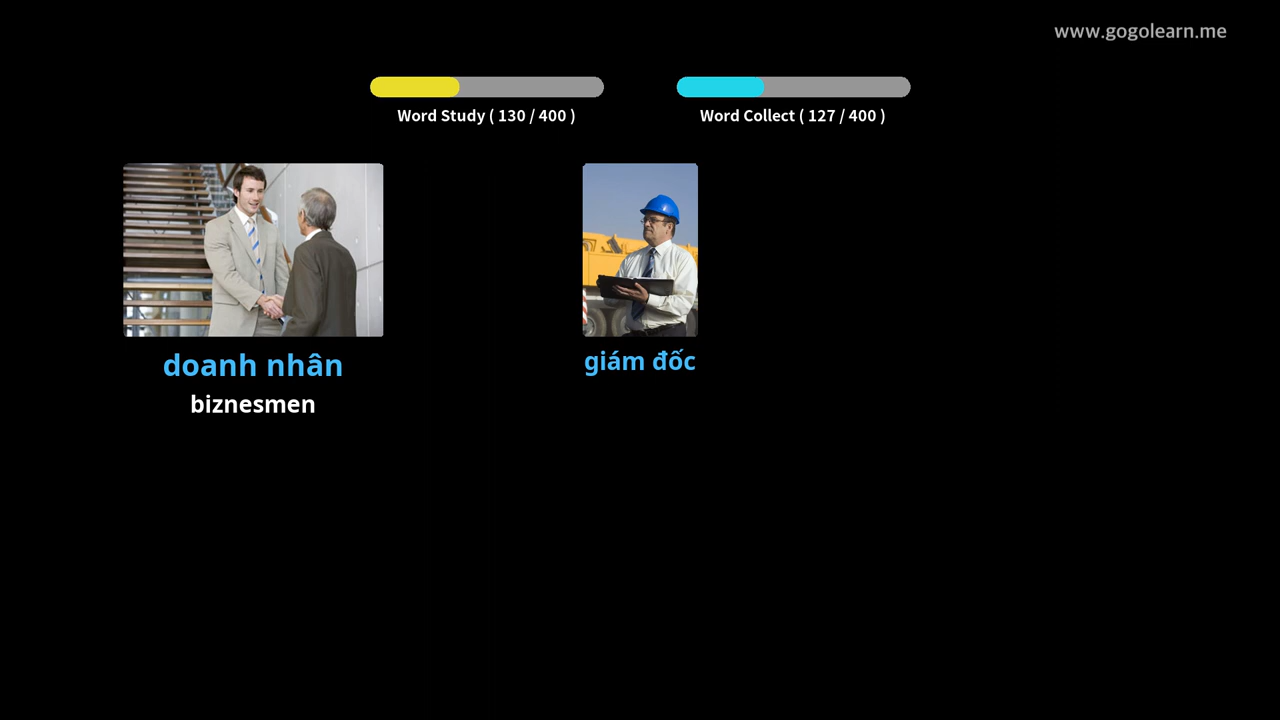 www.gogolearn.me
Word Study ( 130 / 400 )
Word Collect ( 127 / 400 )
doanh nhân
biznesmen
giám đốc